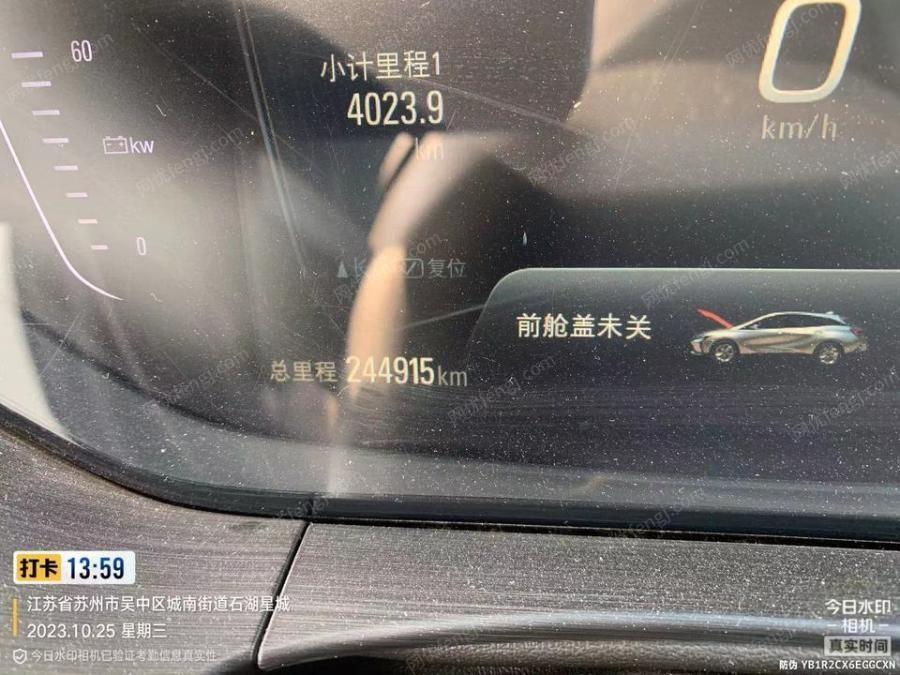 60
小计里程1
4023.9
km
0
km/h
kw
0
复位
前舱盖未关
总里程 244915km
打卡 13:59
江苏省苏州市吴中区城南街道石湖星城
2023.10.25 星期三
今日水印相机已验证考勤信息真实性
今日水印
相机
真实时间
防伪 YB1R2CX6EGGCXN